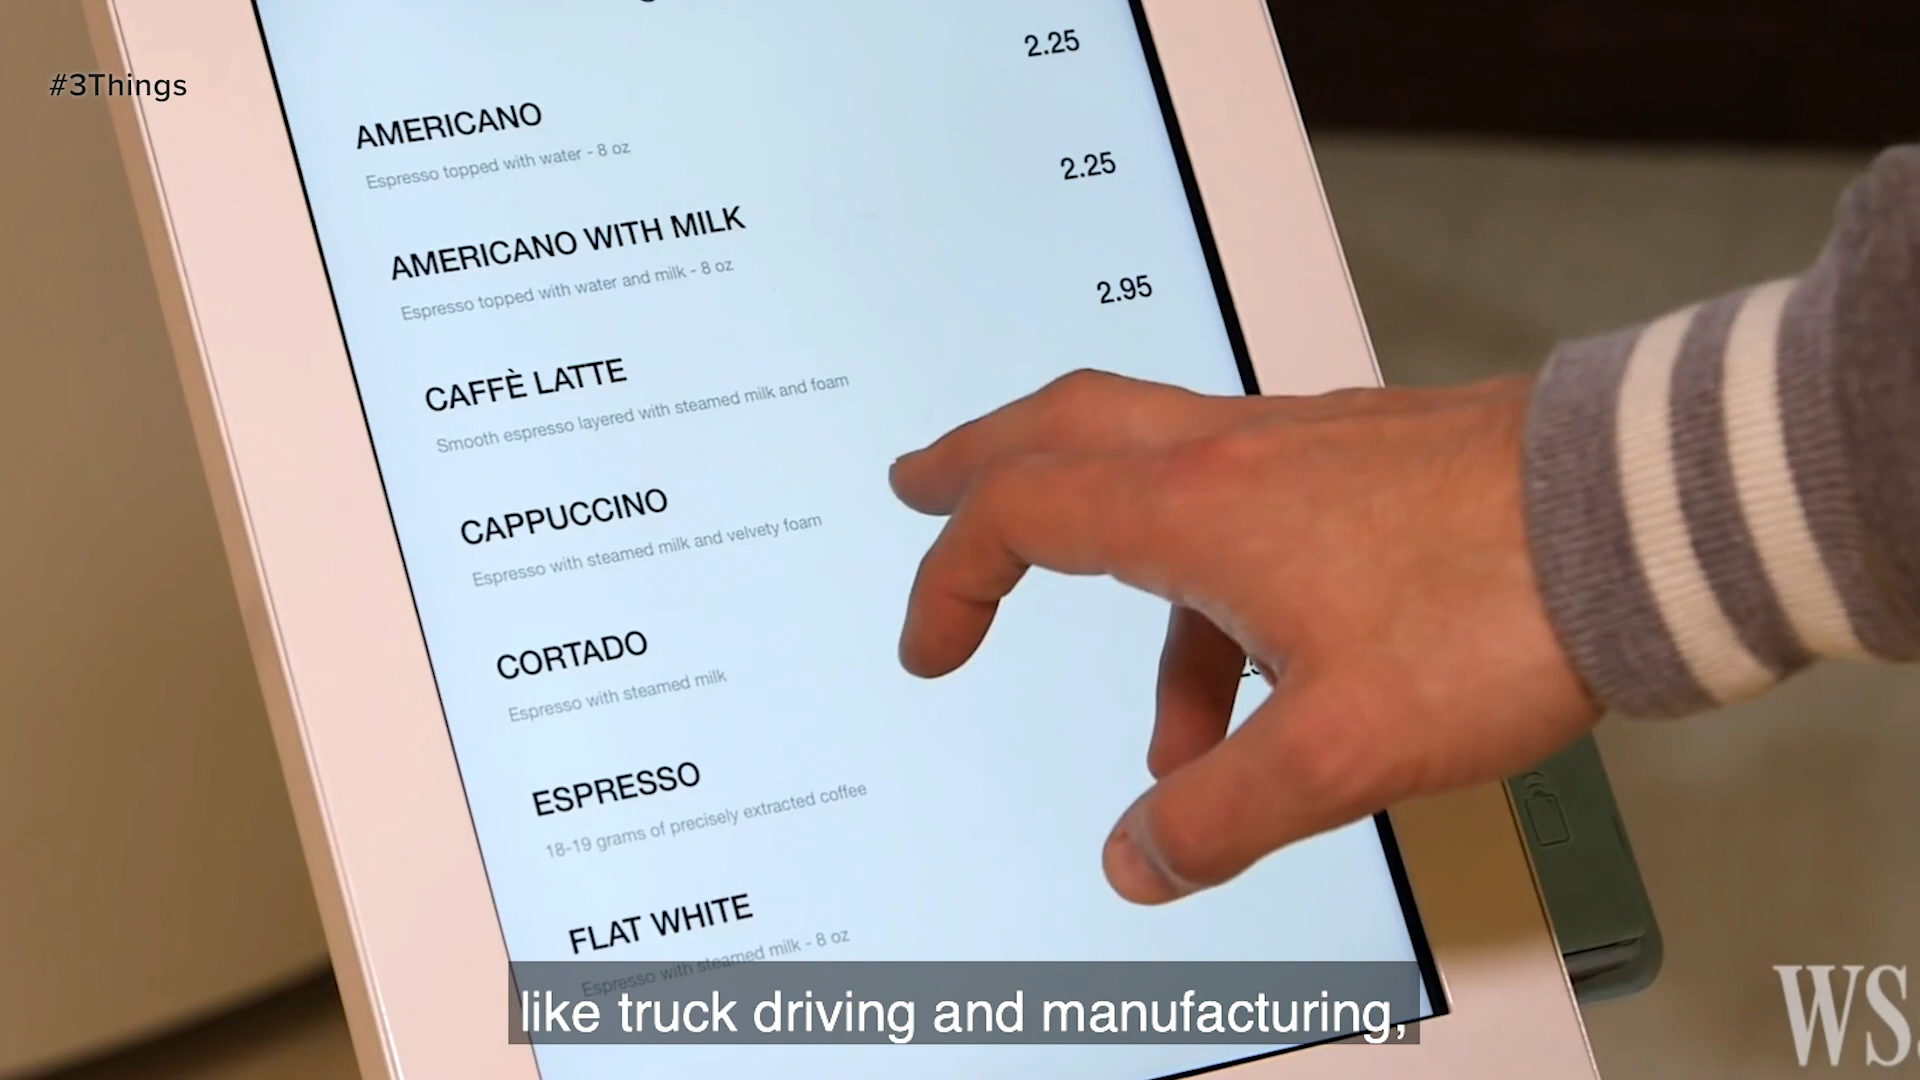 #3Things
2.25
AMERICANO
Espresso topped with water - 8 oz
2.25
AMERICANO WITH MILK
Espresso topped with water and milk - 8 oz
2.95
CAFFÈ LATTE
Smooth espresso layered with steamed milk and foam
CAPPUCCINO
Espresso with steamed milk and velvety foam
CORTADO
Espresso with steamed milk
ESPRESSO
18-19 grams of precisely extracted coffee
FLAT WHITE
Espresso with steamed milk - 8 oz
like truck driving and manufacturing,
WS